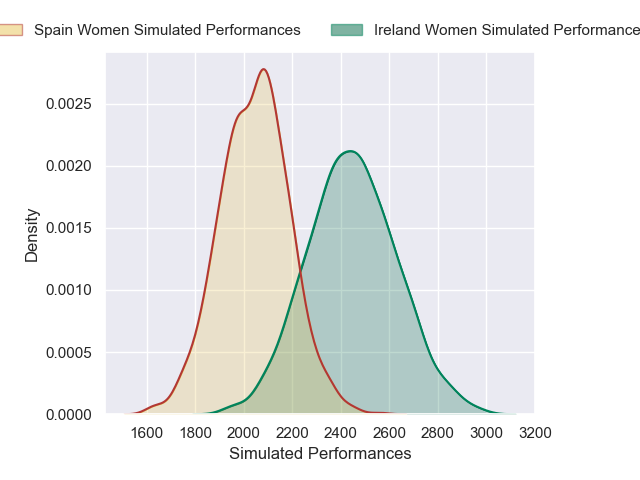 Spain Women Simulated Performances
Ireland Women Simulated Performance
0.0025
0.0020
0.0015
0.0010
0.0005
0.0000
Density
1600 1800 2000 2200 2400 2600 2800 3000 3200
Simulated Performances